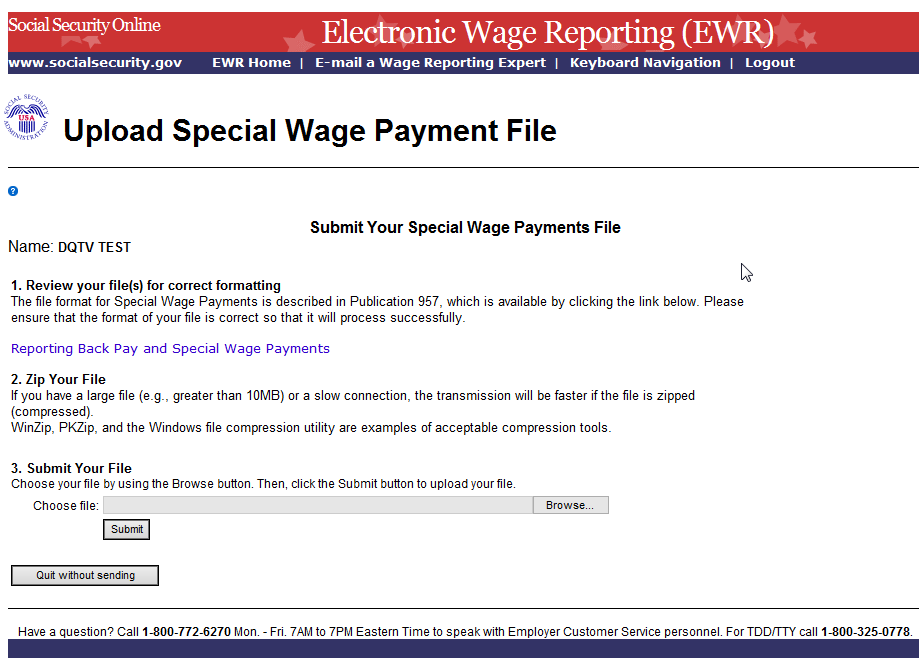 Social Security Online
Electronic Wage Reporting (EWR)
www.socialsecurity.gov EWR Home | E-mail a Wage Reporting Expert | Keyboard Navigation | Logout
SOCIAL SECURITY
USA
ADMINISTRATION
Upload Special Wage Payment File
?
Submit Your Special Wage Payments File
Name: DQTV TEST
1. Review your file(s) for correct formatting
The file format for Special Wage Payments is described in Publication 957, which is available by clicking the link below. Please
ensure that the format of your file is correct so that it will process successfully.
Reporting Back Pay and Special Wage Payments
2. Zip Your File
If you have a large file (e.g., greater than 10MB) or a slow connection, the transmission will be faster if the file is zipped
(compressed).
WinZip, PKZip, and the Windows file compression utility are examples of acceptable compression tools.
3. Submit Your File
Choose your file by using the Browse button. Then, click the Submit button to upload your file.
Choose file: Browse...
Submit
Quit without sending
Have a question? Call 1-800-772-6270 Mon. - Fri. 7AM to 7PM Eastern Time to speak with Employer Customer Service personnel. For TDD/TTY call 1-800-325-0778.